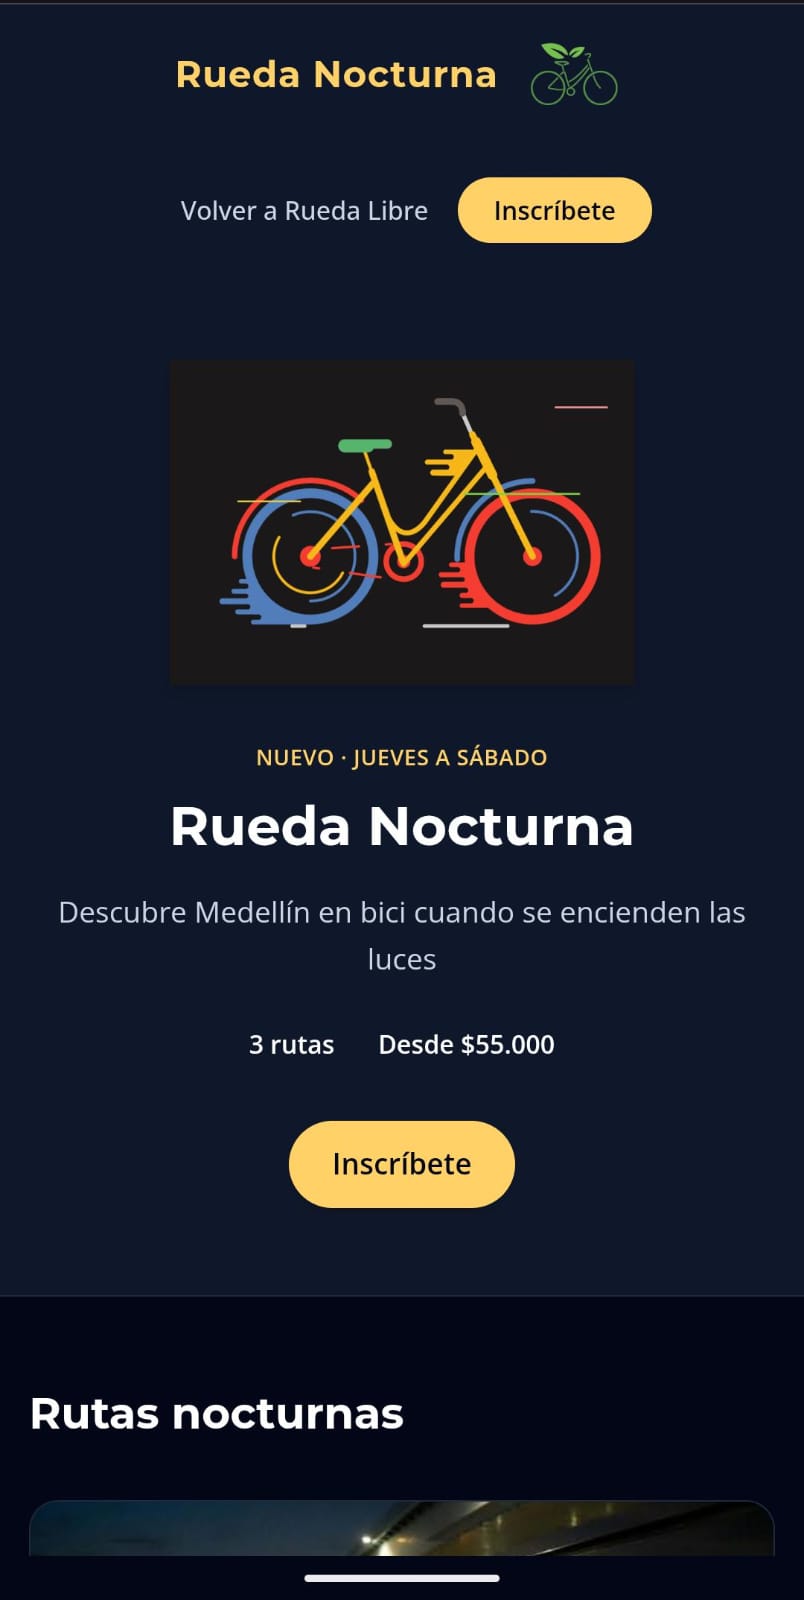 Rueda Nocturna
Volver a Rueda Libre
Inscríbete
NUEVO · JUEVES A SÁBADO
Rueda Nocturna
Descubre Medellín en bici cuando se encienden las
luces
3 rutas
Desde $55.000
Inscríbete
Rutas nocturnas